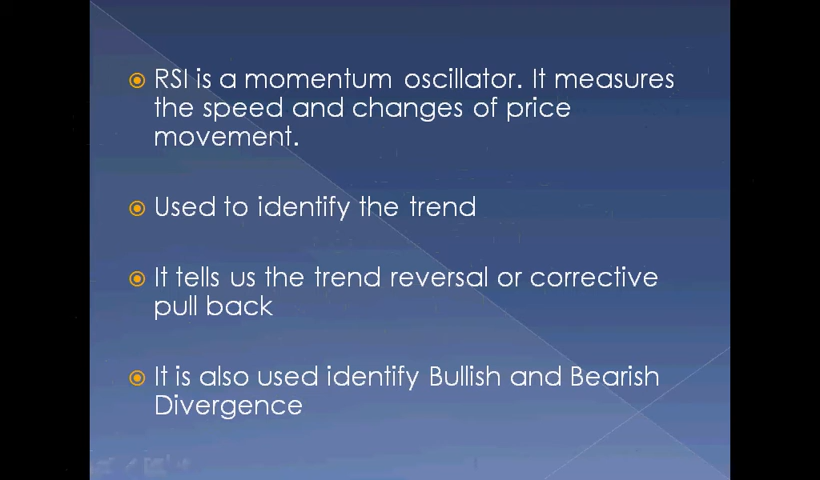 RSI is a momentum oscillator. It measures
the speed and changes of price
movement.
Used to identify the trend
It tells us the trend reversal or corrective
pull back
It is also used identify Bullish and Bearish
Divergence